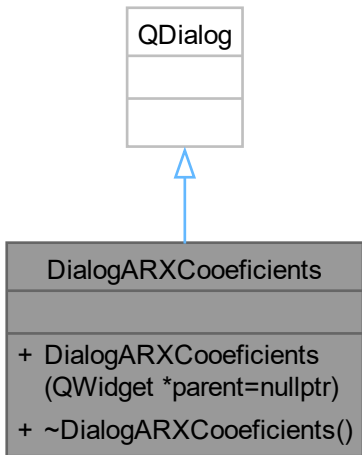 QDialog
DialogARXCooeficients
+ DialogARXCooeficients
(QWidget *parent=nullptr)
+ ~DialogARXCooeficients()